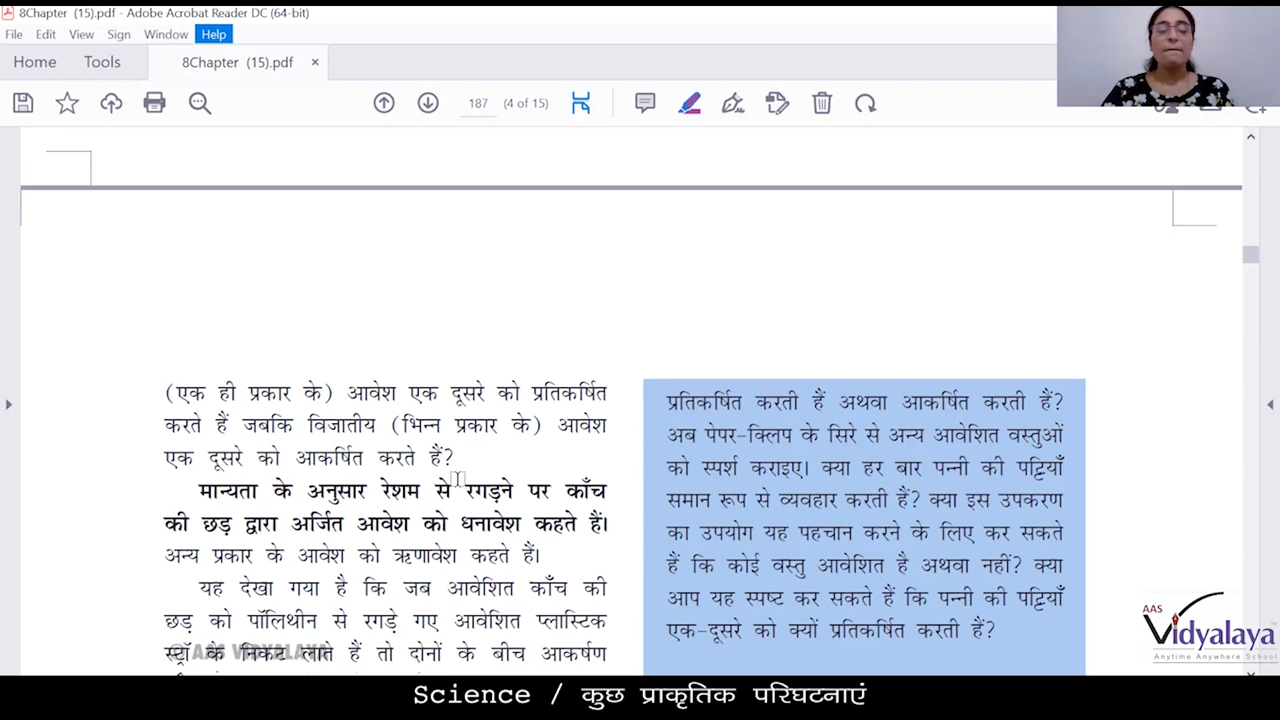 8Chapter (15).pdf - Adobe Acrobat Reader DC (64-bit)
File Edit View Sign Window Help
Home Tools 8Chapter (15).pdf ×
187 (4 of 15)
(एक ही प्रकार के) आवेश एक दूसरे को प्रतिकर्षित
करते हैं जबकि विजातीय (भिन्न प्रकार के) आवेश
एक दूसरे को आकर्षित करते हैं?
मान्यता के अनुसार रेशम से रगड़ने पर काँच
की छड़ द्वारा अर्जित आवेश को धनावेश कहते हैं।
अन्य प्रकार के आवेश को ऋणावेश कहते हैं।
यह देखा गया है कि जब आवेशित काँच की
छड़ को पॉलिथीन से रगड़े गए आवेशित प्लास्टिक
स्ट्रॉ के निकट लाते हैं तो दोनों के बीच आकर्षण
© AAS VIDYALAYA
प्रतिकर्षित करती हैं अथवा आकर्षित करती हैं?
अब पेपर-क्लिप के सिरे से अन्य आवेशित वस्तुओं
को स्पर्श कराइए। क्या हर बार पन्नी की पट्टियाँ
समान रूप से व्यवहार करती हैं? क्या इस उपकरण
का उपयोग यह पहचान करने के लिए कर सकते
हैं कि कोई वस्तु आवेशित है अथवा नहीं? क्या
आप यह स्पष्ट कर सकते हैं कि पन्नी की पट्टियाँ
एक-दूसरे को क्यों प्रतिकर्षित करती हैं?
AAS
Vidyalaya
Anytime Anywhere School
Science / कुछ प्राकृतिक परिघटनाएं